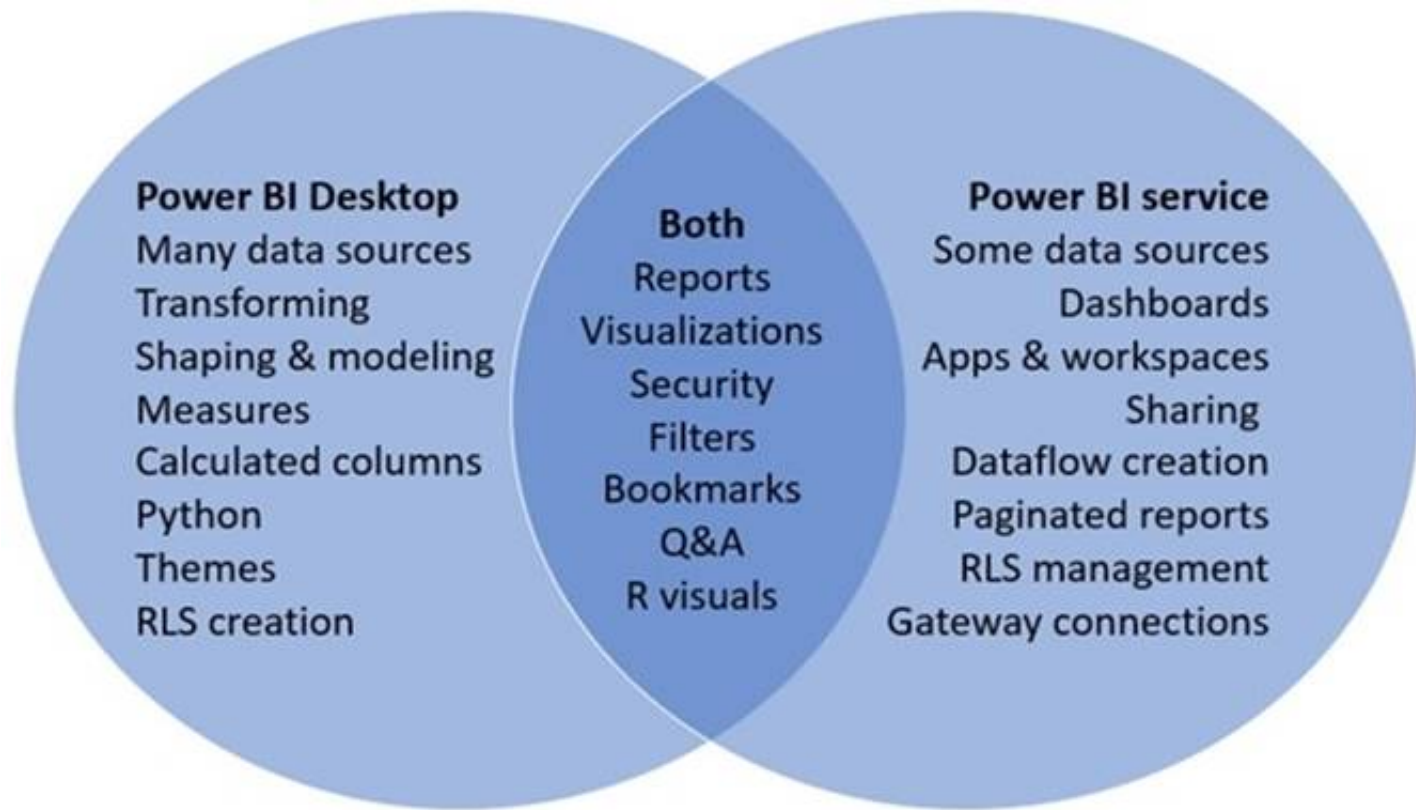 Power BI Desktop
Many data sources
Transforming
Shaping & modeling
Measures
Calculated columns
Python
Themes
RLS creation
Both
Reports
Visualizations
Security
Filters
Bookmarks
Q&A
R visuals
Power BI service
Some data sources
Dashboards
Apps & workspaces
Sharing
Dataflow creation
Paginated reports
RLS management
Gateway connections